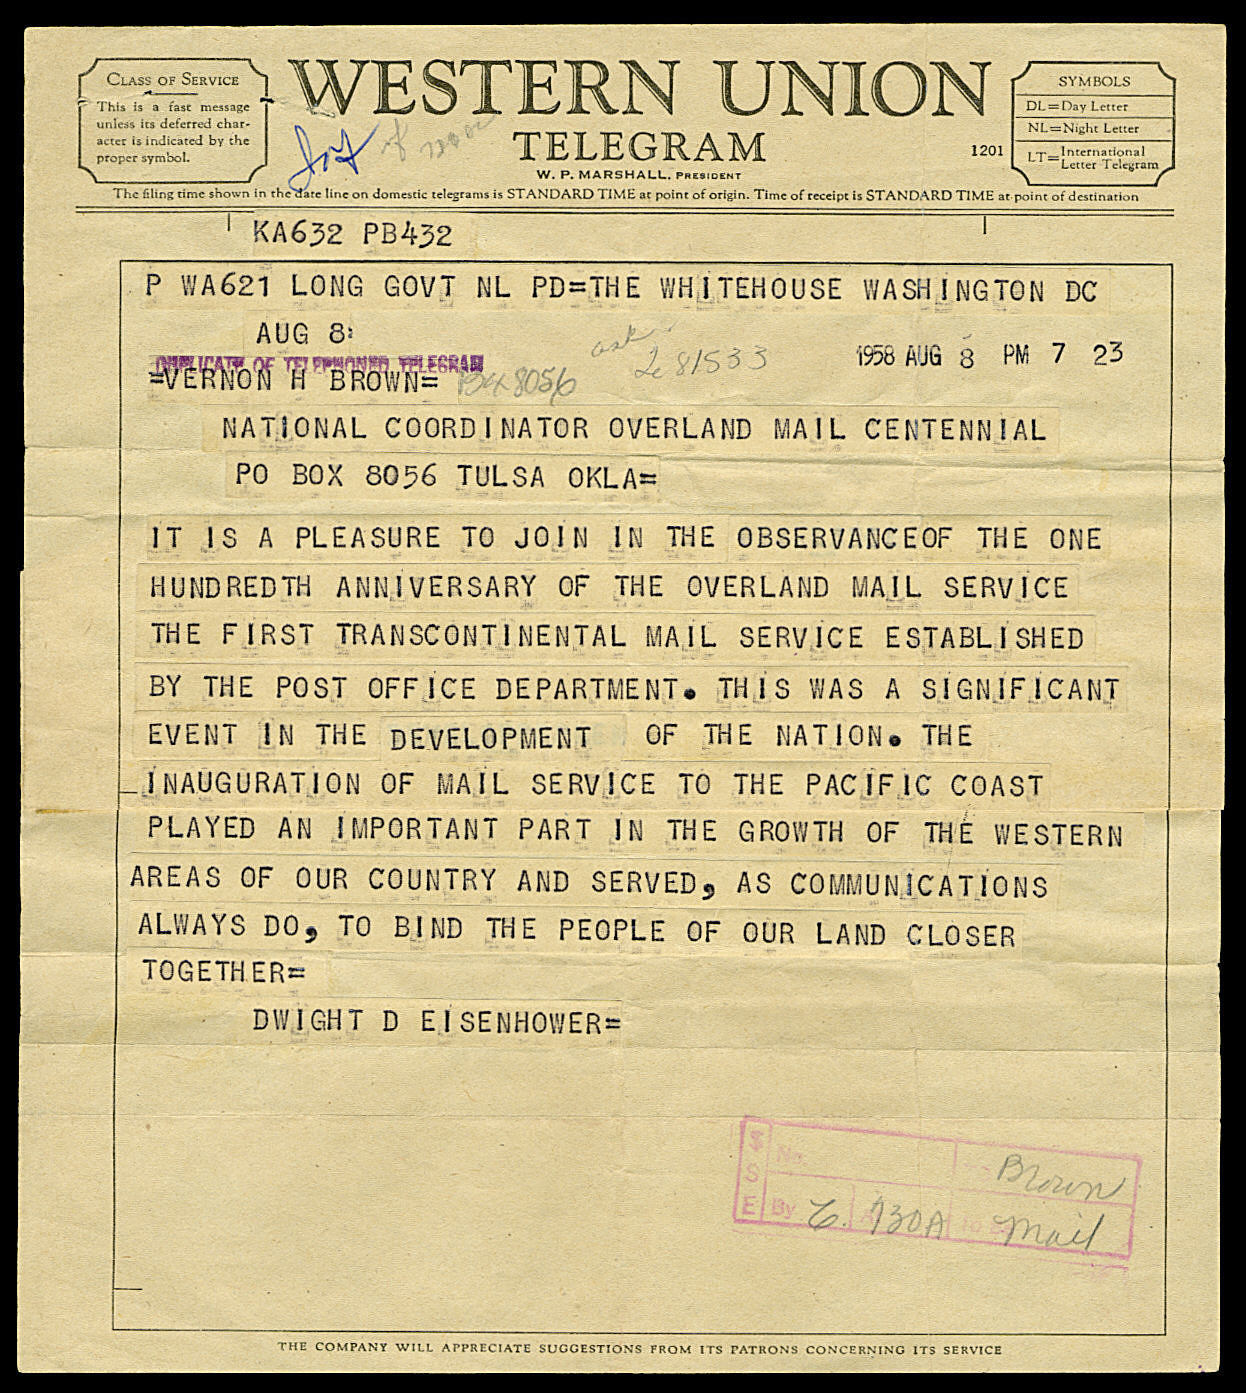 CLASS OF SERVICE
This is a fast message
unless its deferred char-
acter is indicated by the
proper symbol.
WESTERN UNION
TELEGRAM
W. P. MARSHALL, PRESIDENT
1201
SYMBOLS
DL=Day Letter
NL=Night Letter
LT=International
Letter Telegram
The filing time shown in the date line on domestic telegrams is STANDARD TIME at point of origin. Time of receipt is STANDARD TIME at point of destination
KA632 PB432
P WA621 LONG GOVT NL PD=THE WHITEHOUSE WASHINGTON DC
AUG 8:
1958 AUG 8 PM 7 23
DUPLICATE OF TELEPHONED TELEGRAM
=VERNON H BROWN=
Box 8056
81533
NATIONAL COORDINATOR OVERLAND MAIL CENTENNIAL
PO BOX 8056 TULSA OKLA=
IT IS A PLEASURE TO JOIN IN THE OBSERVANCEOF THE ONE
HUNDREDTH ANNIVERSARY OF THE OVERLAND MAIL SERVICE
THE FIRST TRANSCONTINENTAL MAIL SERVICE ESTABLISHED
BY THE POST OFFICE DEPARTMENT. THIS WAS A SIGNIFICANT
EVENT IN THE DEVELOPMENT OF THE NATION. THE
INAUGURATION OF MAIL SERVICE TO THE PACIFIC COAST
PLAYED AN IMPORTANT PART IN THE GROWTH OF THE WESTERN
AREAS OF OUR COUNTRY AND SERVED, AS COMMUNICATIONS
ALWAYS DO, TO BIND THE PEOPLE OF OUR LAND CLOSER
TOGETHER=
DWIGHT D EISENHOWER=
No. Brown
By 730A To Be Mail
THE COMPANY WILL APPRECIATE SUGGESTIONS FROM ITS PATRONS CONCERNING ITS SERVICE